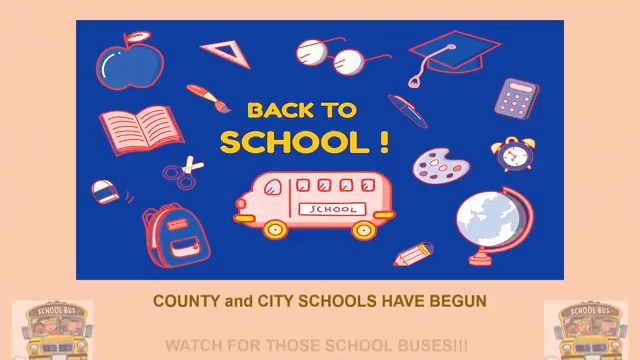 BACK TO
SCHOOL !
SCHOOL
COUNTY and CITY SCHOOLS HAVE BEGUN
SCHOOL BUS
SCHOOL BUS
WATCH FOR THOSE SCHOOL BUSES!!!